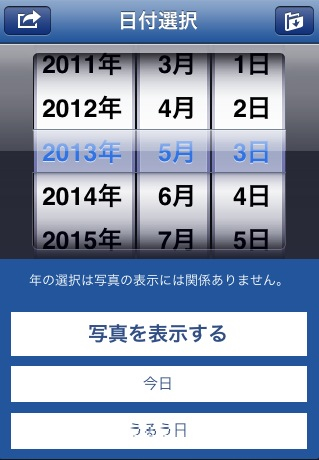 日付選択
2011年 3月 1日
2012年 4月 2日
2013年 5月 3日
2014年 6月 4日
2015年 7月 5日
年の選択は写真の表示には関係ありません。
写真を表示する
今日
うるう日